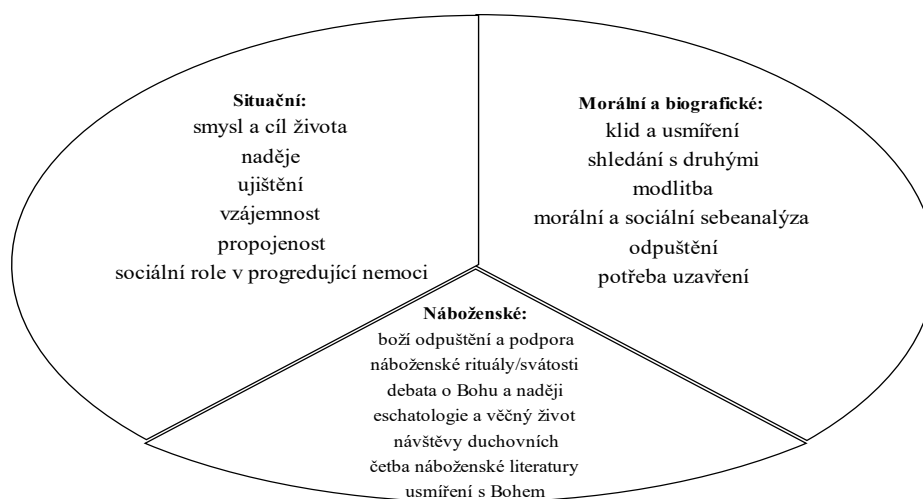 Situační:
smysl a cíl života
naděje
ujištění
vzájemnost
propojenost
sociální role v progredující nemoci
Morální a biografické:
klid a usmíření
shledání s druhými
modlitba
morální a sociální sebeanalýza
odpuštění
potřeba uzavření
Náboženské:
boží odpuštění a podpora
náboženské rituály/svátosti
debata o Bohu a naději
eschatologie a věčný život
návštěvy duchovních
četba náboženské literatury
usmíření s Bohem